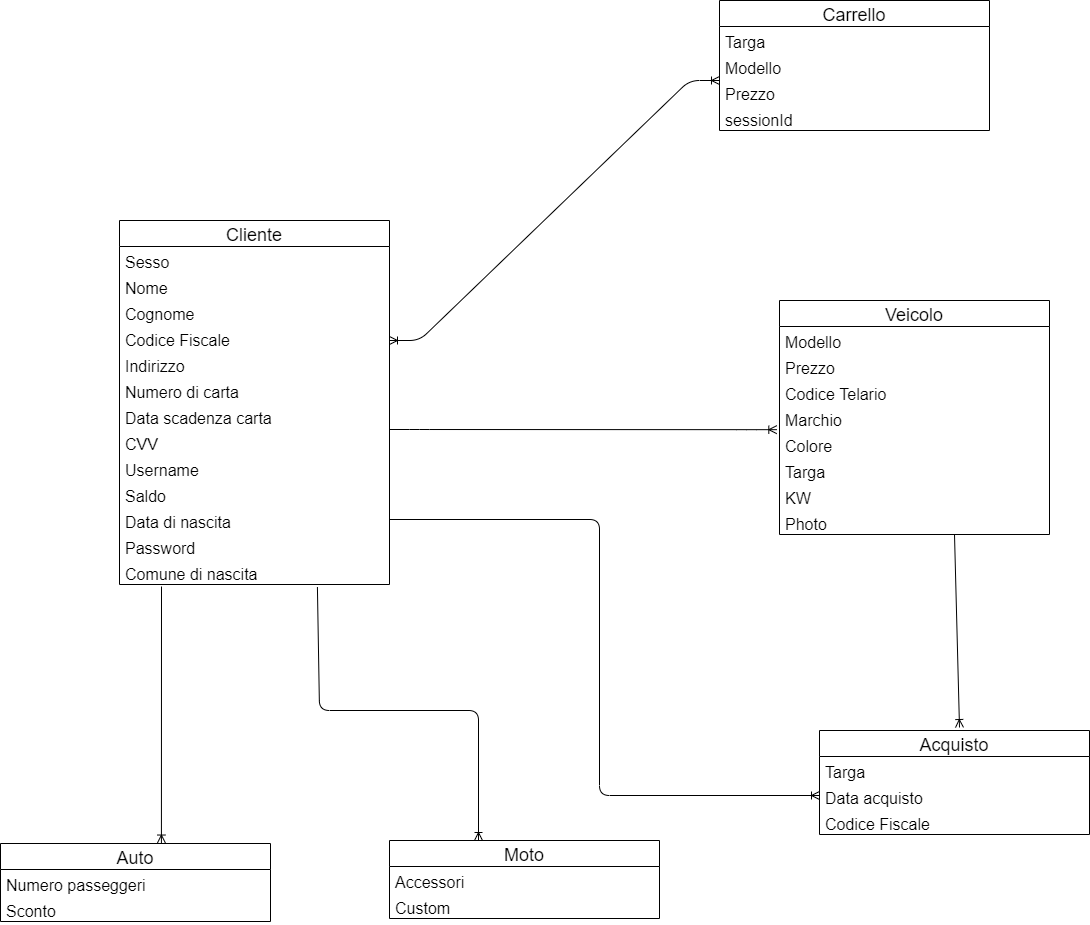 Carrello
Targa
Modello
Prezzo
sessionId
Cliente
Sesso
Nome
Cognome
Codice Fiscale
Indirizzo
Numero di carta
Data scadenza carta
CVV
Username
Saldo
Data di nascita
Password
Comune di nascita
Veicolo
Modello
Prezzo
Codice Telario
Marchio
Colore
Targa
KW
Photo
Acquisto
Targa
Data acquisto
Codice Fiscale
Auto
Numero passeggeri
Sconto
Moto
Accessori
Custom